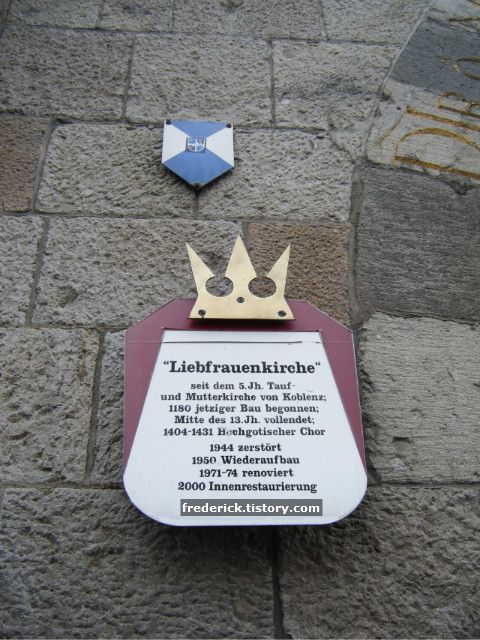 "Liebfrauenkirche"
seit dem 5.Jh. Tauf-
und Mutterkirche von Koblenz;
1180 jetziger Bau begonnen;
Mitte des 13.Jh. vollendet;
1404-1431 Hochgotischer Chor
1944 zerstört
1950 Wiederaufbau
1971-74 renoviert
2000 Innenrestaurierung
frederick.tistory.com